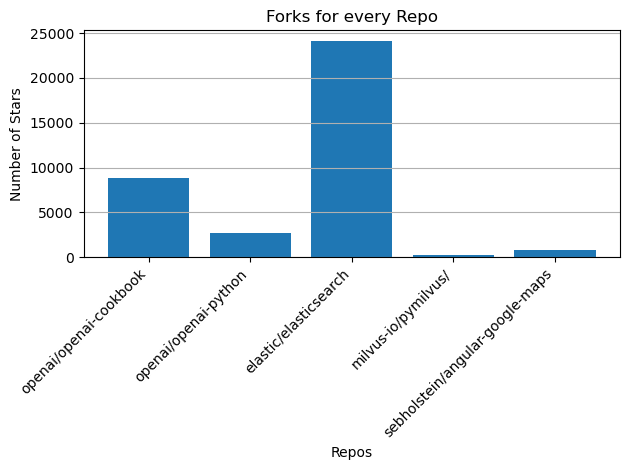 Forks for every Repo
Number of Stars
25000
20000
15000
10000
5000
0
openai/openai-cookbook
openai/openai-python
elastic/elasticsearch
milvus-io/pymilvus/
sebholstein/angular-google-maps
Repos